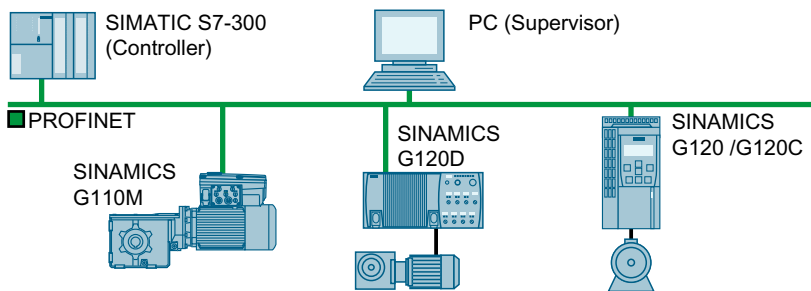 SIMATIC S7-300
(Controller)
PC (Supervisor)
PROFINET
SINAMICS
G110M
SINAMICS
G120D
SINAMICS
G120 /G120C